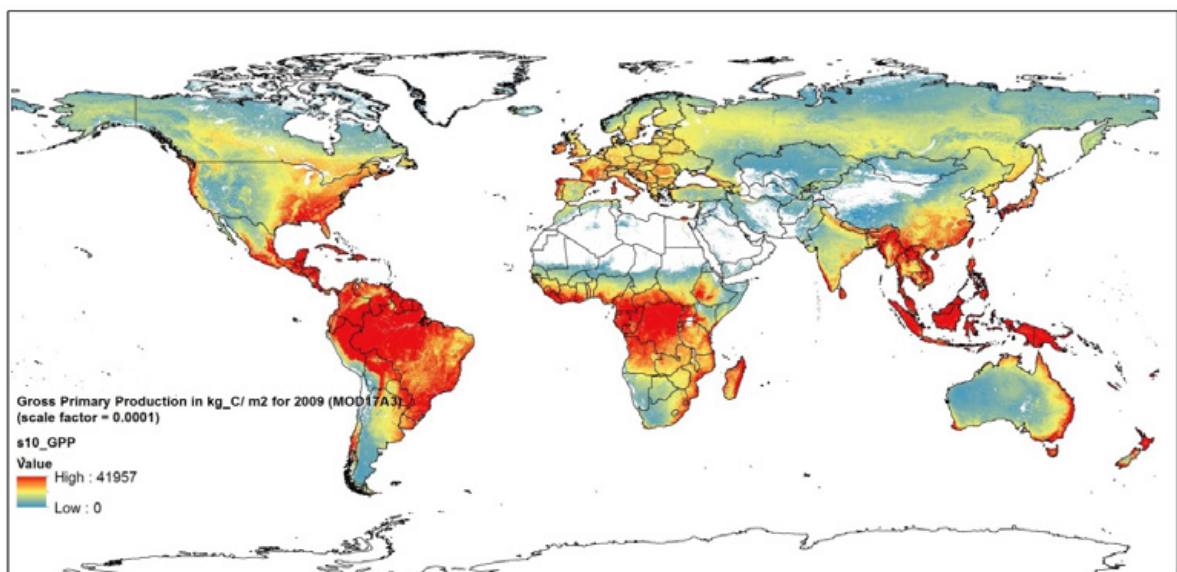 Gross Primary Production in kg_C/ m2 for 2009 (MOD17A3)
(scale factor = 0.0001)
s10_GPP
Value
High : 41957
Low : 0